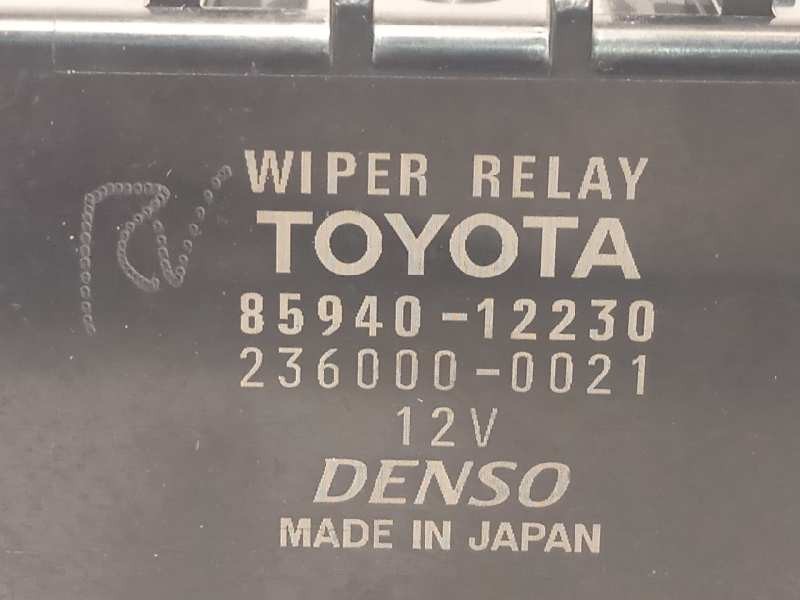 WIPER RELAY
TOYOTA
85940-12230
236000-0021
12V
DENSO
MADE IN JAPAN